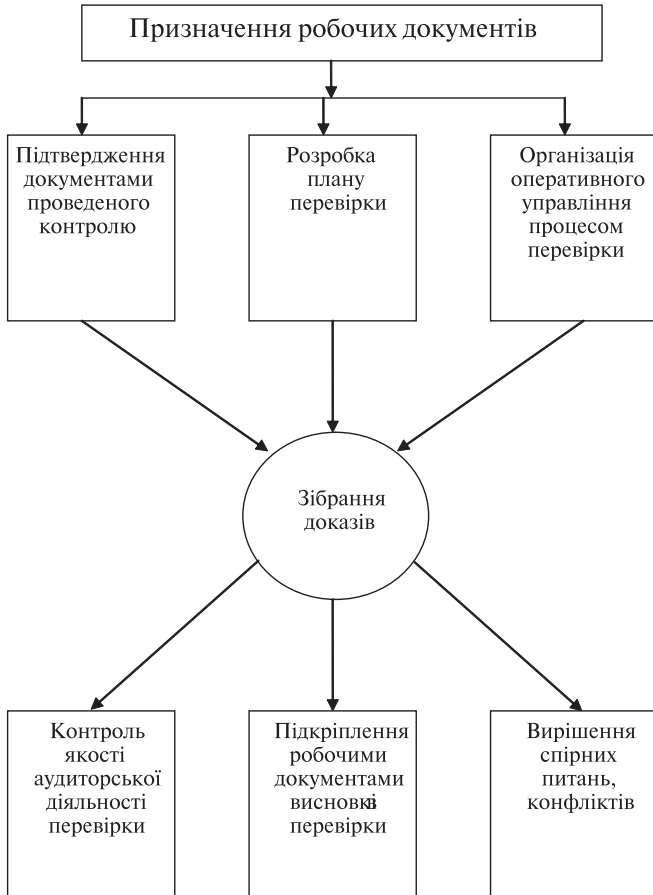 Призначення робочих документів
Підтвердження
документами
проведеного
контролю
Розробка
плану
перевірки
Організація
оперативного
управління
процесом
перевірки
Зібрання
доказів
Контроль
якості
аудиторської
діяльності
перевірки
Підкріплення
робочими
документами
висновків
перевірки
Вирішення
спірних
питань,
конфліктів